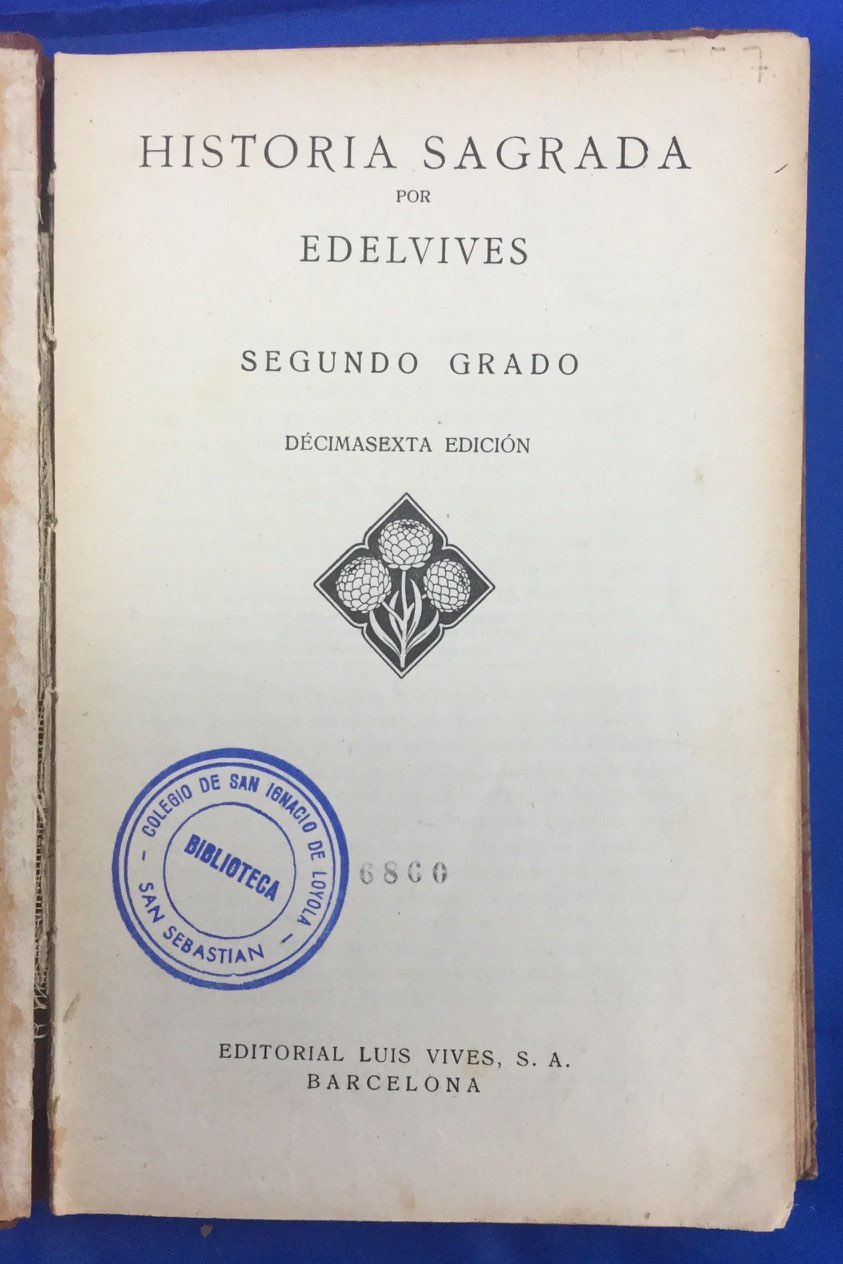 HISTORIA SAGRADA
POR
EDELVIVES
SEGUNDO GRADO
DÉCIMASEXTA EDICIÓN
COLEGIO DE SAN IGNACIO DE LOYOLA
BIBLIOTECA
SAN SEBASTIAN
6860
EDITORIAL LUIS VIVES, S. A.
BARCELONA